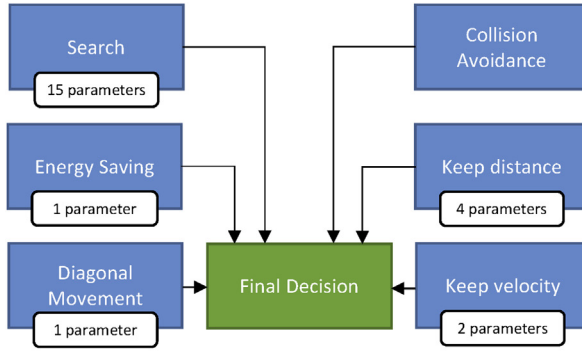 Search
15 parameters
Collision
Avoidance
Energy Saving
1 parameter
Keep distance
4 parameters
Diagonal
Movement
1 parameter
Final Decision
Keep velocity
2 parameters